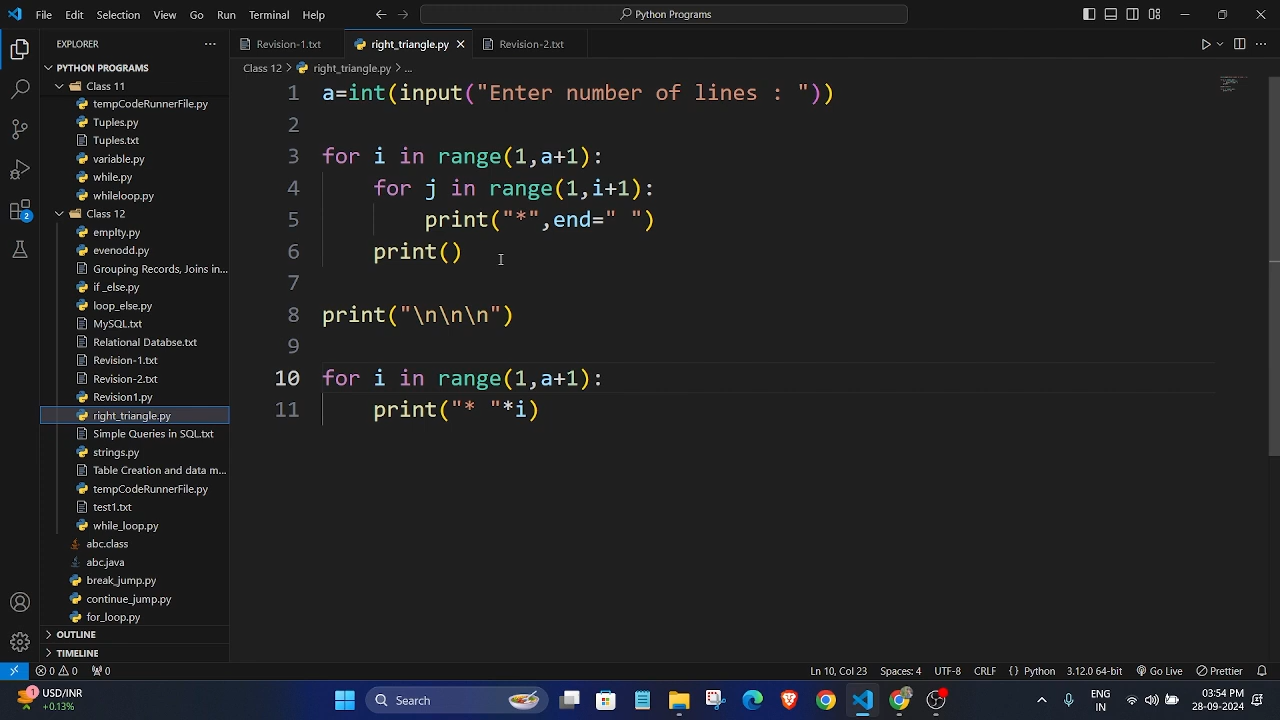 File Edit Selection View Go Run Terminal Help
Python Programs
EXPLORER
Revision-1.txt
right_triangle.py
Revision-2.txt
PYTHON PROGRAMS
Class 12 > right_triangle.py > ...
Class 11
tempCodeRunnerFile.py
Tuples.py
Tuples.txt
variable.py
while.py
whileloop.py
Class 12
emplty.py
evenodd.py
Grouping Records, Joins in...
if _else.py
loop_else.py
MySQL.txt
Relational Databse.txt
Revision-1.txt
Revision-2.txt
Revision1.py
right_triangle.py
Simple Queries in SQL.txt
strings.py
Table Creation and data m...
tempCodeRunnerFile.py
test1.txt
while_loop.py
abc.class
abc.java
break_jump.py
continue_jump.py
for_loop.py
OUTLINE
TIMELINE
2
1 a=int(input("Enter number of lines : "))
2
3 for i in range(1,a+1):
4 for j in range(1,i+1):
5 print("*",end=" ")
6 print()
7
8 print("\n\n\n")
9
10 for i in range(1,a+1):
11 print("* "*i)
0 0 0
Ln 10, Col 23 Spaces: 4 UTF-8 CRLF {} Python 3.12.0 64-bit Go Live Prettier
1
USD/INR
+0.13%
Search
ENG
IN
03:54 PM
28-09-2024